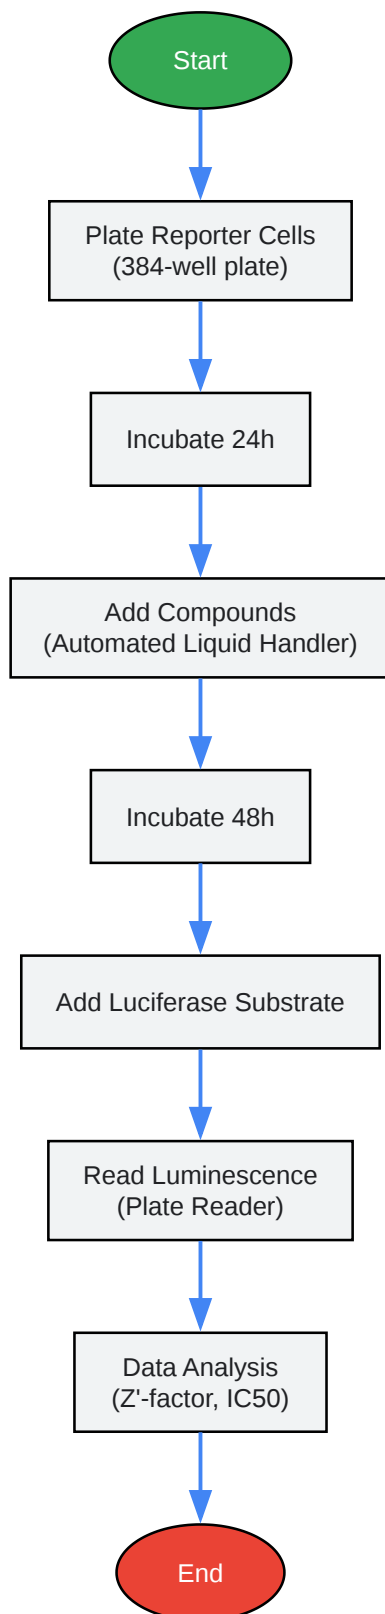 Start
Plate Reporter Cells
(384-well plate)
Incubate 24h
Add Compounds
(Automated Liquid Handler)
Incubate 48h
Add Luciferase Substrate
Read Luminescence
(Plate Reader)
Data Analysis
(Z'-factor, IC50)
End